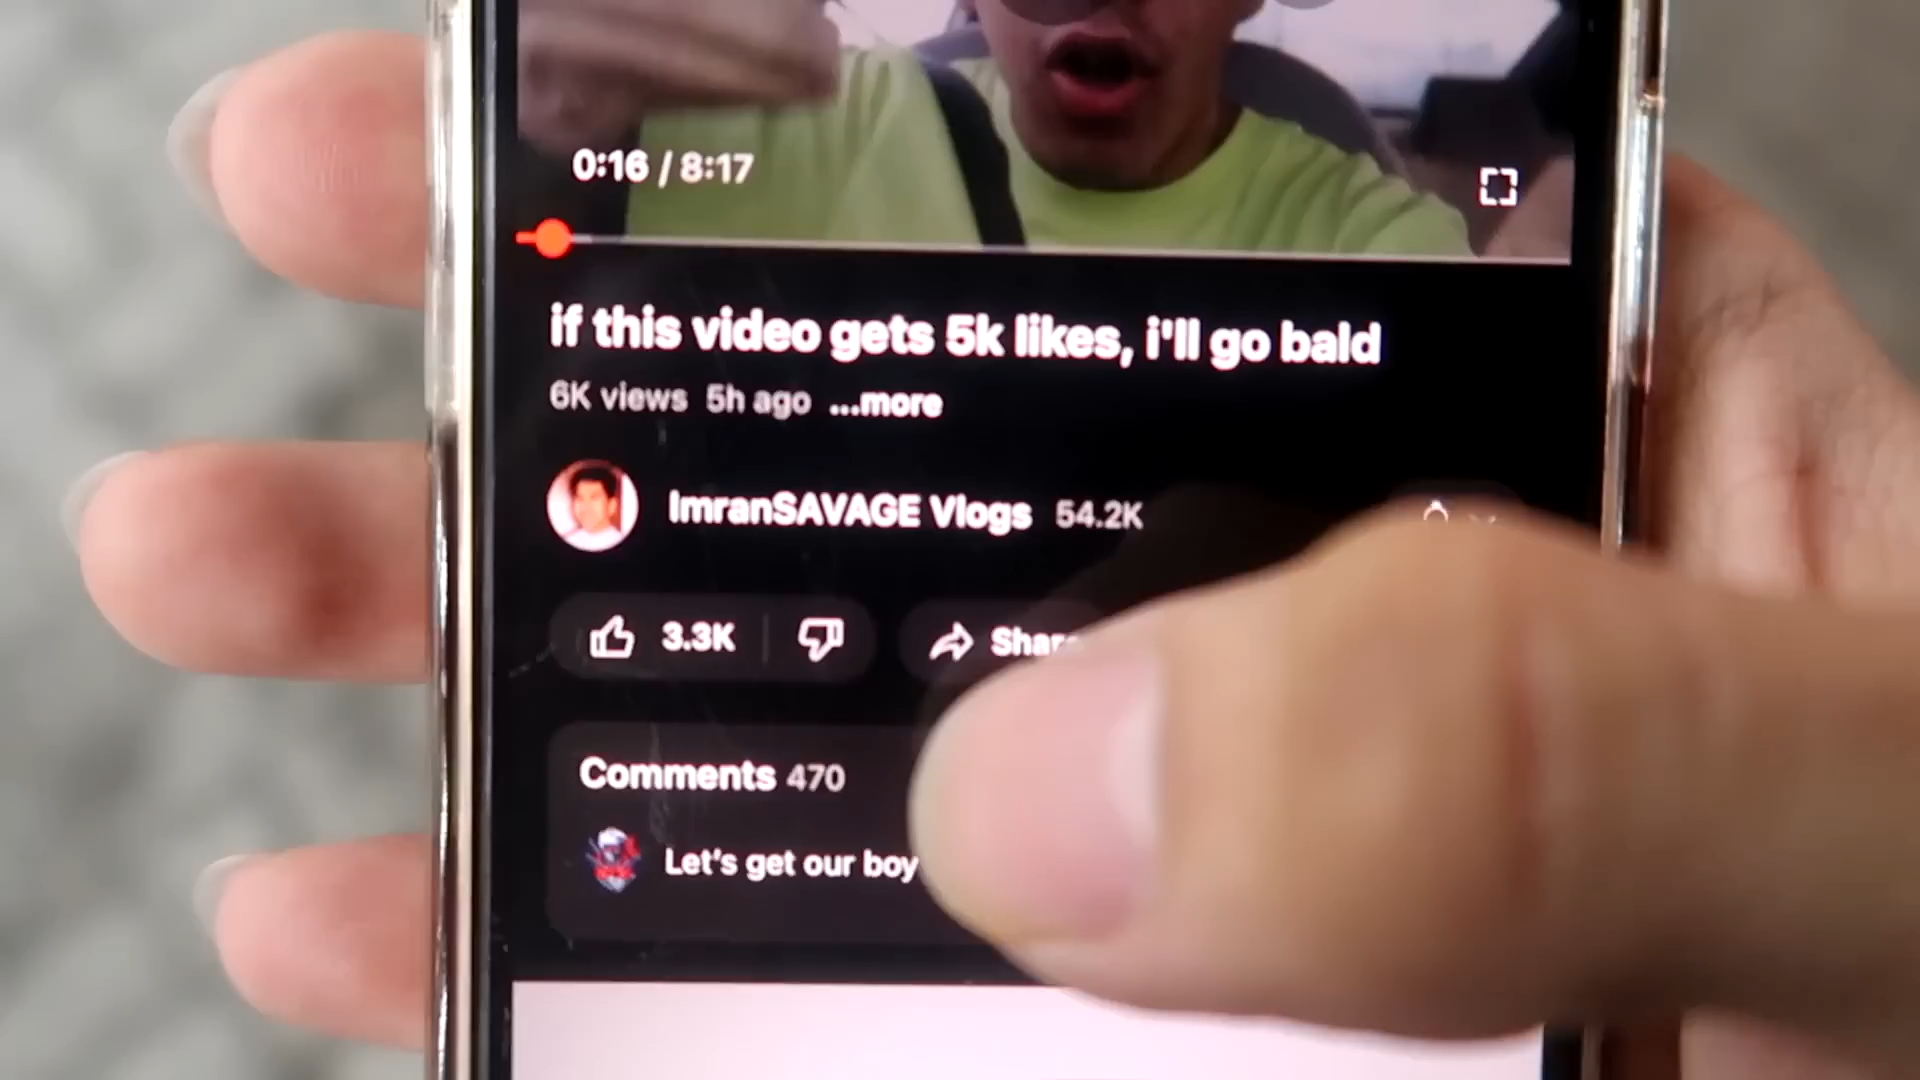 0:16 / 8:17
if this video gets 5k likes, i'll go bald
6K views 5h ago ...more
ImranSAVAGE Vlogs 54.2K
3.3K Share
Comments 470
Let's get our boy